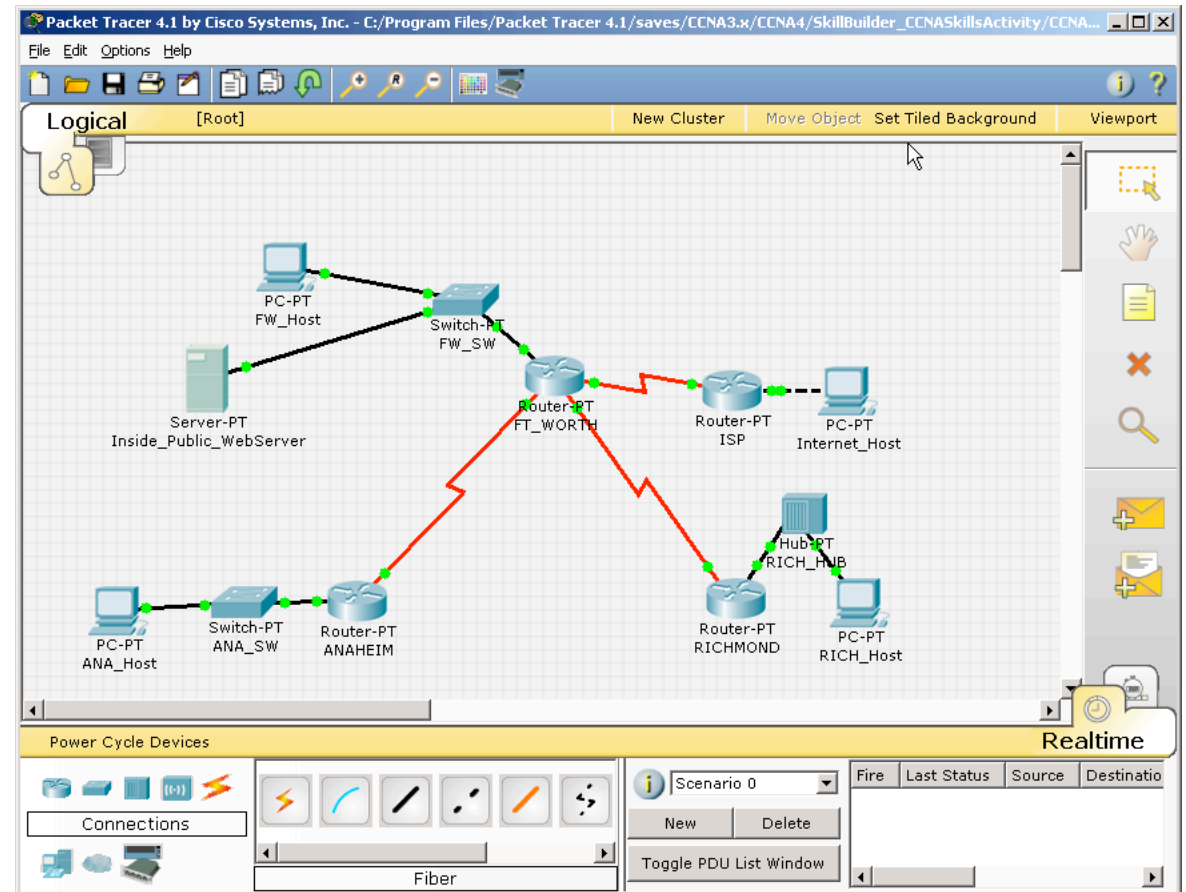 Packet Tracer 4.1 by Cisco Systems, Inc. - C:/Program Files/Packet Tracer 4.1/saves/CCNA3.x/CCNA4/SkillBuilder_CCNASkillsActivity/CCNA...
File Edit Options Help
Logical [Root] New Cluster Move Object Set Tiled Background Viewport
PC-PT
FW_Host
Switch-PT
FW_SW
Server-PT
Inside_Public_WebServer
Router-PT
FT_WORTH
Router-PT
ISP
PC-PT
Internet_Host
Hub-PT
RICH_HUB
PC-PT
ANA_Host
Switch-PT
ANA_SW
Router-PT
ANAHEIM
Router-PT
RICHMOND
PC-PT
RICH_Host
Power Cycle Devices
Realtime
Connections
Fiber
Scenario 0
New Delete
Toggle PDU List Window
Fire Last Status Source Destinatio